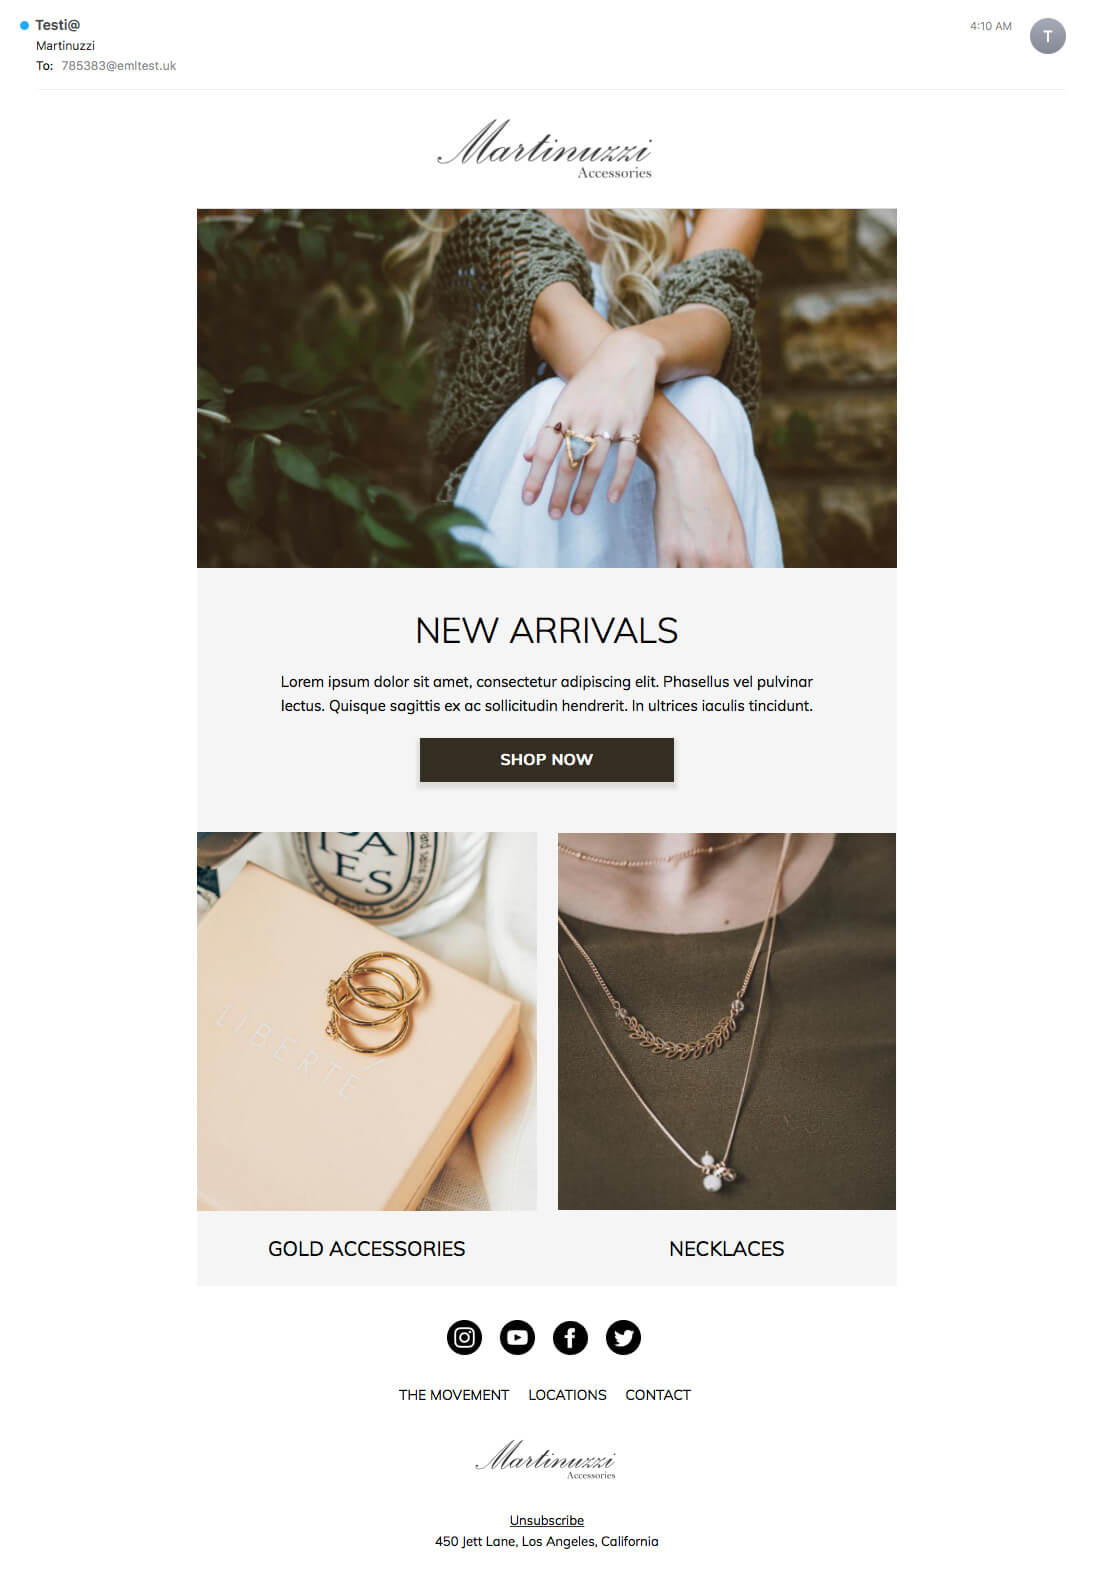 Testi@
4:10 AM
T
Martinuzzi
To: 785383@emltest.uk
Martinuzzi
Accessories
NEW ARRIVALS
Lorem ipsum dolor sit amet, consectetur adipiscing elit. Phasellus vel pulvinar
lectus. Quisque sagittis ex ac sollicitudin hendrerit. In ultrices iaculis tincidunt.
SHOP NOW
ES
LIBERTÉ
GOLD ACCESSORIES
NECKLACES
THE MOVEMENT LOCATIONS CONTACT
Martinuzzi
Accessories
Unsubscribe
450 Jett Lane, Los Angeles, California